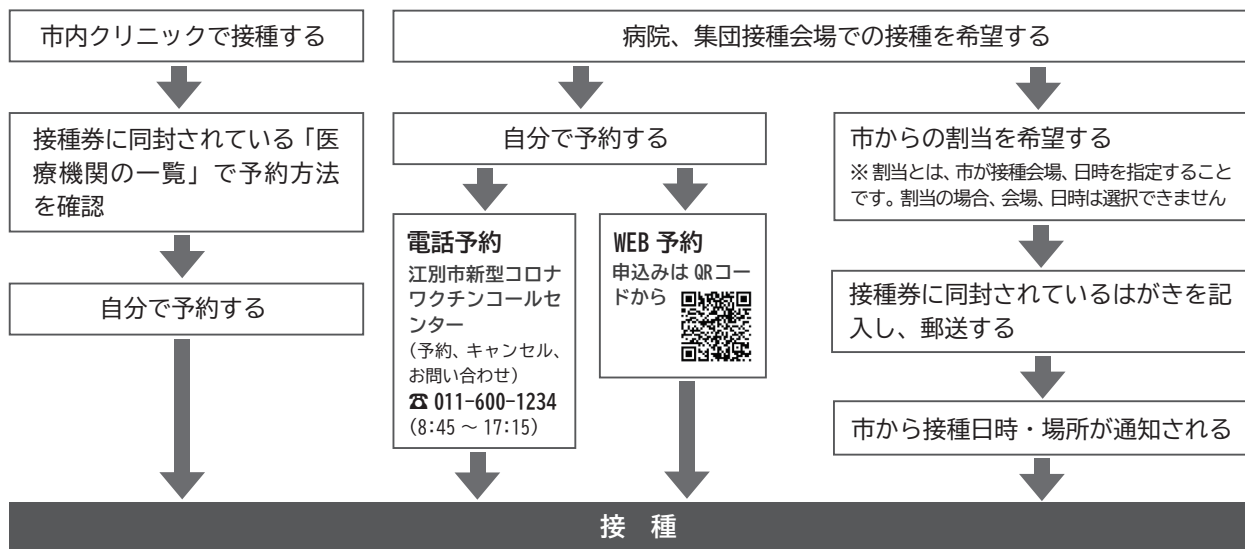 市内クリニックで接種する
接種券に同封されている「医
療機関の一覧」で予約方法
を確認
自分で予約する
病院、集団接種会場での接種を希望する
自分で予約する
電話予約
江別市新型コロナ
ワクチンコールセ
ンター
(予約、キャンセル、
お問い合わせ)
☎ 011-600-1234
(8:45 ～ 17:15)
WEB 予約
申込みは QRコー
ドから
市からの割当を希望する
※ 割当とは、市が接種会場、日時を指定すること
です。割当の場合、会場、日時は選択できません
接種券に同封されているはがきを記
入し、郵送する
市から接種日時・場所が通知される
接 種